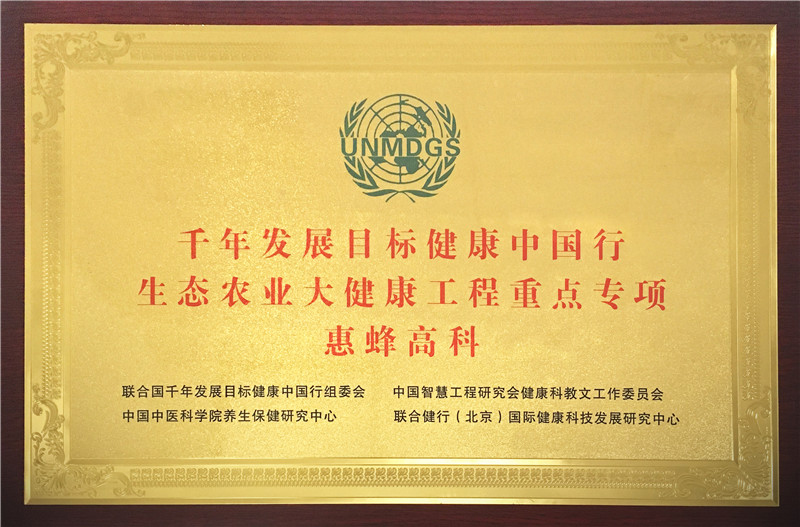 UNMDGS
千年发展目标健康中国行
生态农业大健康工程重点专项
惠蜂高科
联合国千年发展目标健康中国行组委会 中国智慧工程研究会健康科教文工作委员会
中国中医科学院养生保健研究中心 联合健行（北京）国际健康科技发展研究中心